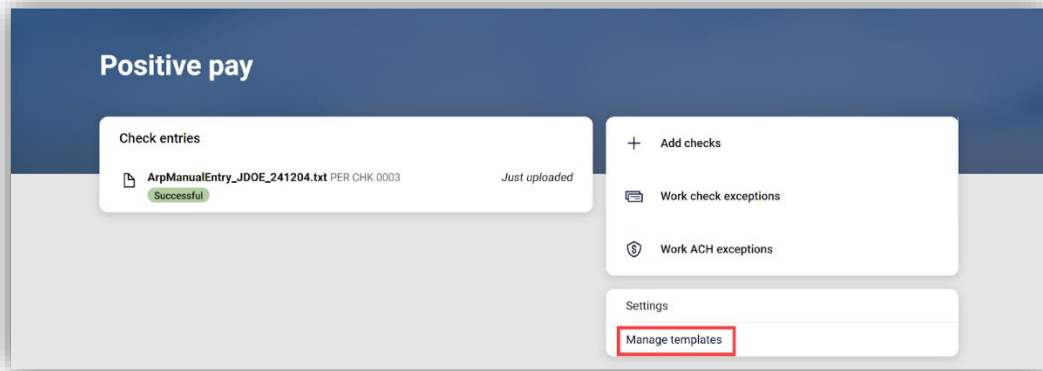 Positive pay
Check entries
ArpManualEntry_JDOE_241204.txt PER CHK 0003 Just uploaded
Successful
Add checks
Work check exceptions
Work ACH exceptions
Settings
Manage templates